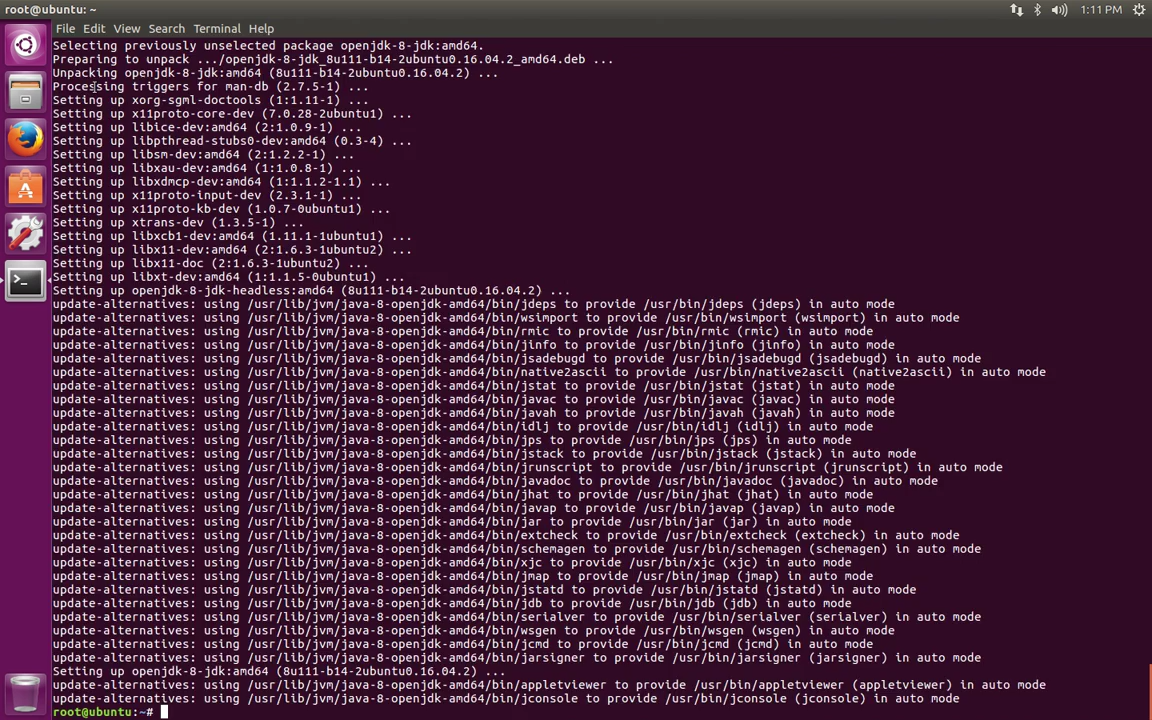 root@ubuntu: ~
1:11 PM
File Edit View Search Terminal Help
Selecting previously unselected package openjdk-8-jdk:amd64.
Preparing to unpack .../openjdk-8-jdk_8u111-b14-2ubuntu0.16.04.2_amd64.deb ...
Unpacking openjdk-8-jdk:amd64 (8u111-b14-2ubuntu0.16.04.2) ...
Processing triggers for man-db (2.7.5-1) ...
Setting up xorg-sgml-doctools (1:1.11-1) ...
Setting up x11proto-core-dev (7.0.28-2ubuntu1) ...
Setting up libice-dev:amd64 (2:1.0.9-1) ...
Setting up libpthread-stubs0-dev:amd64 (0.3-4) ...
Setting up libsm-dev:amd64 (2:1.2.2-1) ...
Setting up libxau-dev:amd64 (1:1.0.8-1) ...
Setting up libxdmcp-dev:amd64 (1:1.1.2-1.1) ...
Setting up x11proto-input-dev (2.3.1-1) ...
Setting up x11proto-kb-dev (1.0.7-0ubuntu1) ...
Setting up xtrans-dev (1.3.5-1) ...
Setting up libxcb1-dev:amd64 (1.11.1-1ubuntu1) ...
Setting up libx11-dev:amd64 (2:1.6.3-1ubuntu2) ...
Setting up libx11-doc (2:1.6.3-1ubuntu2) ...
Setting up libxt-dev:amd64 (1:1.1.5-0ubuntu1) ...
Setting up openjdk-8-jdk-headless:amd64 (8u111-b14-2ubuntu0.16.04.2) ...
update-alternatives: using /usr/lib/jvm/java-8-openjdk-amd64/bin/jdeps to provide /usr/bin/jdeps (jdeps) in auto mode
update-alternatives: using /usr/lib/jvm/java-8-openjdk-amd64/bin/wsimport to provide /usr/bin/wsimport (wsimport) in auto mode
update-alternatives: using /usr/lib/jvm/java-8-openjdk-amd64/bin/rmic to provide /usr/bin/rmic (rmic) in auto mode
update-alternatives: using /usr/lib/jvm/java-8-openjdk-amd64/bin/jinfo to provide /usr/bin/jinfo (jinfo) in auto mode
update-alternatives: using /usr/lib/jvm/java-8-openjdk-amd64/bin/jsadebugd to provide /usr/bin/jsadebugd (jsadebugd) in auto mode
update-alternatives: using /usr/lib/jvm/java-8-openjdk-amd64/bin/native2ascii to provide /usr/bin/native2ascii (native2ascii) in auto mode
update-alternatives: using /usr/lib/jvm/java-8-openjdk-amd64/bin/jstat to provide /usr/bin/jstat (jstat) in auto mode
update-alternatives: using /usr/lib/jvm/java-8-openjdk-amd64/bin/javac to provide /usr/bin/javac (javac) in auto mode
update-alternatives: using /usr/lib/jvm/java-8-openjdk-amd64/bin/javah to provide /usr/bin/javah (javah) in auto mode
update-alternatives: using /usr/lib/jvm/java-8-openjdk-amd64/bin/idlj to provide /usr/bin/idlj (idlj) in auto mode
update-alternatives: using /usr/lib/jvm/java-8-openjdk-amd64/bin/jps to provide /usr/bin/jps (jps) in auto mode
update-alternatives: using /usr/lib/jvm/java-8-openjdk-amd64/bin/jstack to provide /usr/bin/jstack (jstack) in auto mode
update-alternatives: using /usr/lib/jvm/java-8-openjdk-amd64/bin/jrunscript to provide /usr/bin/jrunscript (jrunscript) in auto mode
update-alternatives: using /usr/lib/jvm/java-8-openjdk-amd64/bin/javadoc to provide /usr/bin/javadoc (javadoc) in auto mode
update-alternatives: using /usr/lib/jvm/java-8-openjdk-amd64/bin/jhat to provide /usr/bin/jhat (jhat) in auto mode
update-alternatives: using /usr/lib/jvm/java-8-openjdk-amd64/bin/javap to provide /usr/bin/javap (javap) in auto mode
update-alternatives: using /usr/lib/jvm/java-8-openjdk-amd64/bin/jar to provide /usr/bin/jar (jar) in auto mode
update-alternatives: using /usr/lib/jvm/java-8-openjdk-amd64/bin/extcheck to provide /usr/bin/extcheck (extcheck) in auto mode
update-alternatives: using /usr/lib/jvm/java-8-openjdk-amd64/bin/schemagen to provide /usr/bin/schemagen (schemagen) in auto mode
update-alternatives: using /usr/lib/jvm/java-8-openjdk-amd64/bin/xjc to provide /usr/bin/xjc (xjc) in auto mode
update-alternatives: using /usr/lib/jvm/java-8-openjdk-amd64/bin/jmap to provide /usr/bin/jmap (jmap) in auto mode
update-alternatives: using /usr/lib/jvm/java-8-openjdk-amd64/bin/jstatd to provide /usr/bin/jstatd (jstatd) in auto mode
update-alternatives: using /usr/lib/jvm/java-8-openjdk-amd64/bin/jdb to provide /usr/bin/jdb (jdb) in auto mode
update-alternatives: using /usr/lib/jvm/java-8-openjdk-amd64/bin/serialver to provide /usr/bin/serialver (serialver) in auto mode
update-alternatives: using /usr/lib/jvm/java-8-openjdk-amd64/bin/wsgen to provide /usr/bin/wsgen (wsgen) in auto mode
update-alternatives: using /usr/lib/jvm/java-8-openjdk-amd64/bin/jcmd to provide /usr/bin/jcmd (jcmd) in auto mode
update-alternatives: using /usr/lib/jvm/java-8-openjdk-amd64/bin/jarsigner to provide /usr/bin/jarsigner (jarsigner) in auto mode
Setting up openjdk-8-jdk:amd64 (8u111-b14-2ubuntu0.16.04.2) ...
update-alternatives: using /usr/lib/jvm/java-8-openjdk-amd64/bin/appletviewer to provide /usr/bin/appletviewer (appletviewer) in auto mode
update-alternatives: using /usr/lib/jvm/java-8-openjdk-amd64/bin/jconsole to provide /usr/bin/jconsole (jconsole) in auto mode
root@ubuntu:~#